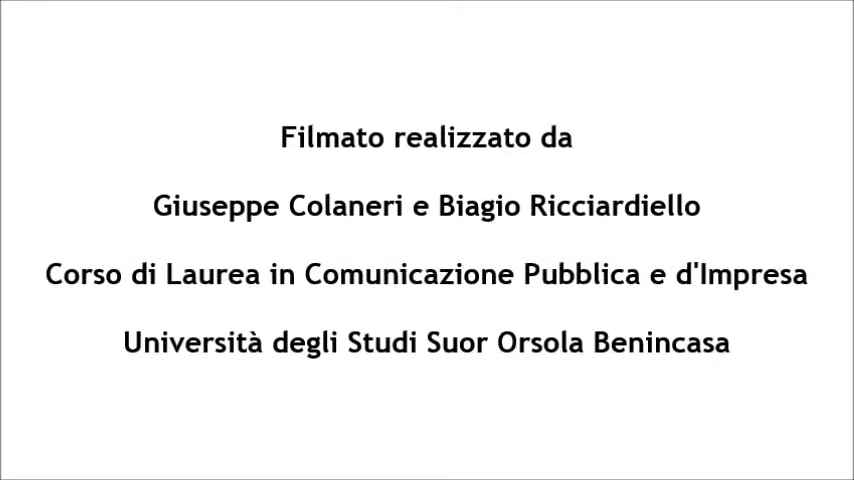 Filmato realizzato da
Giuseppe Colaneri e Biagio Ricciardiello
Corso di Laurea in Comunicazione Pubblica e d'Impresa
Università degli Studi Suor Orsola Benincasa